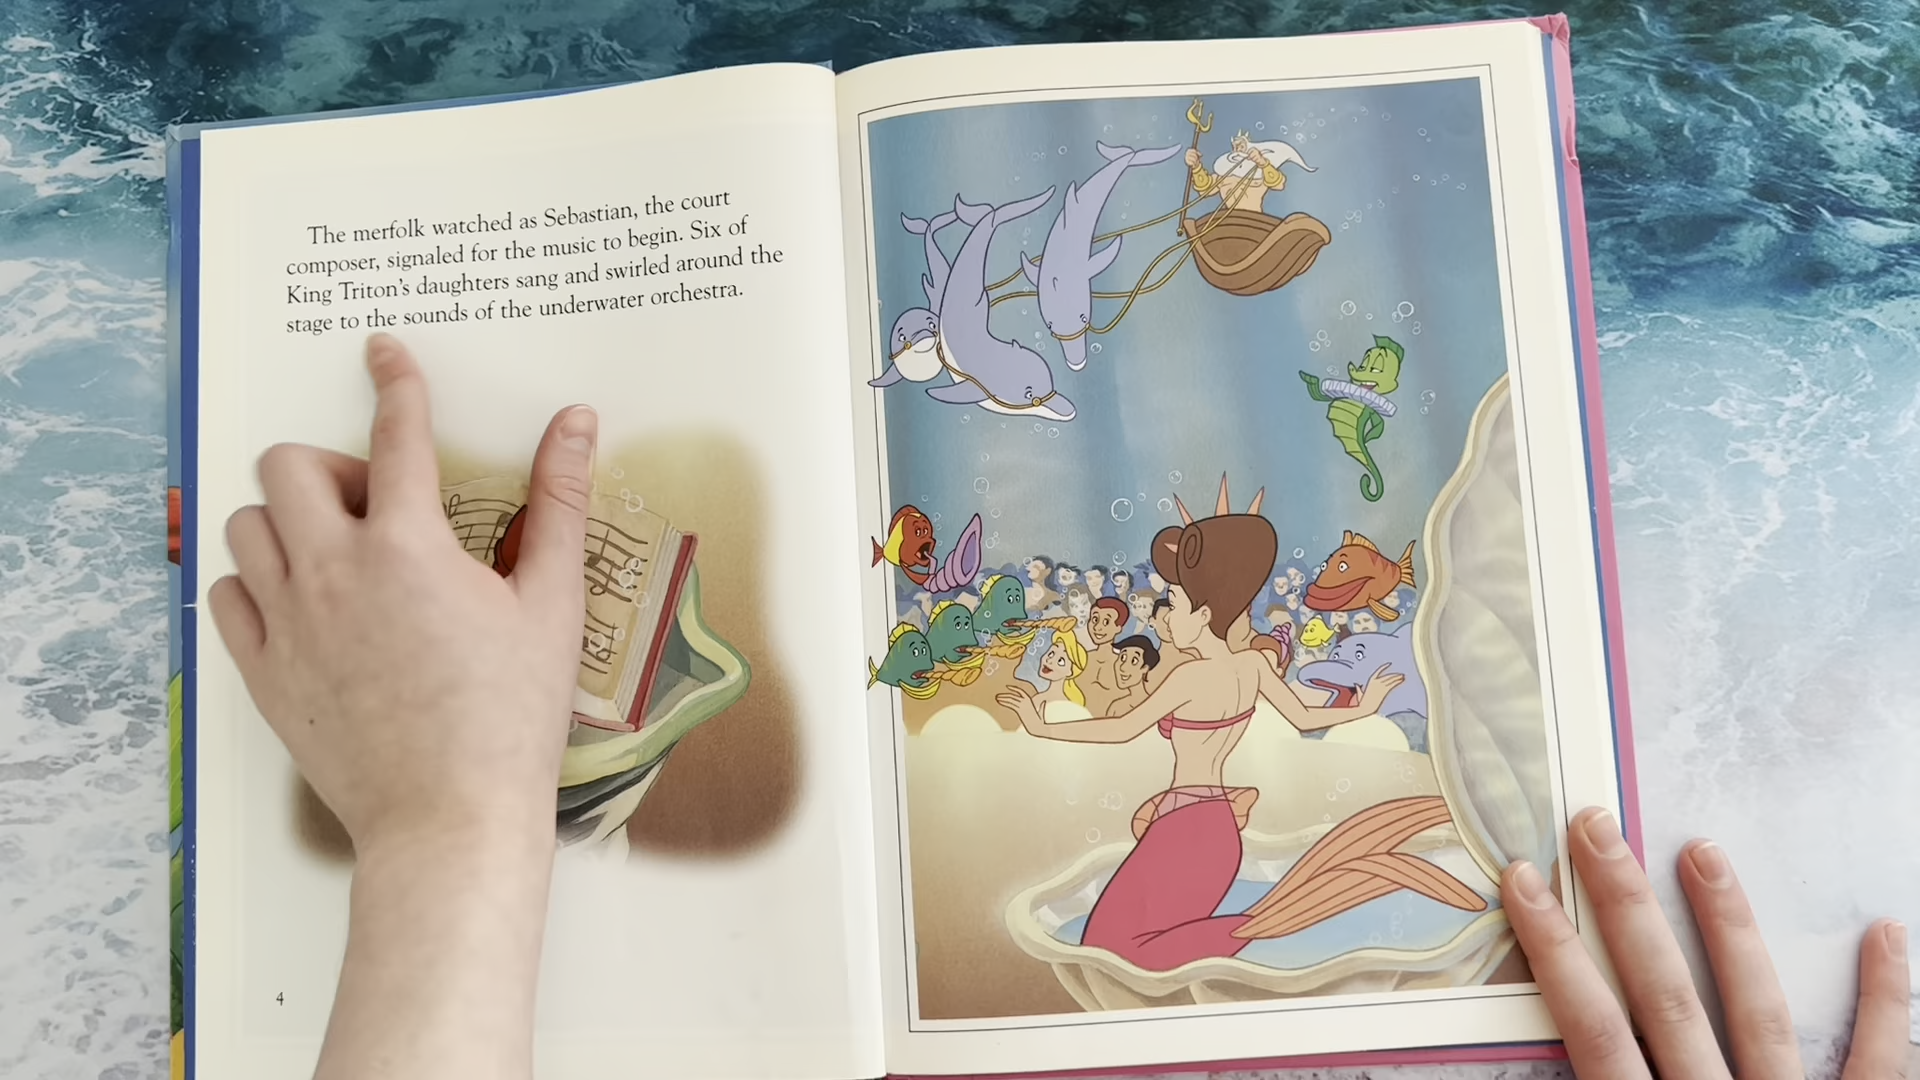 The merfolk watched as Sebastian, the court
composer, signaled for the music to begin. Six of
King Triton's daughters sang and swirled around the
stage to the sounds of the underwater orchestra.
4